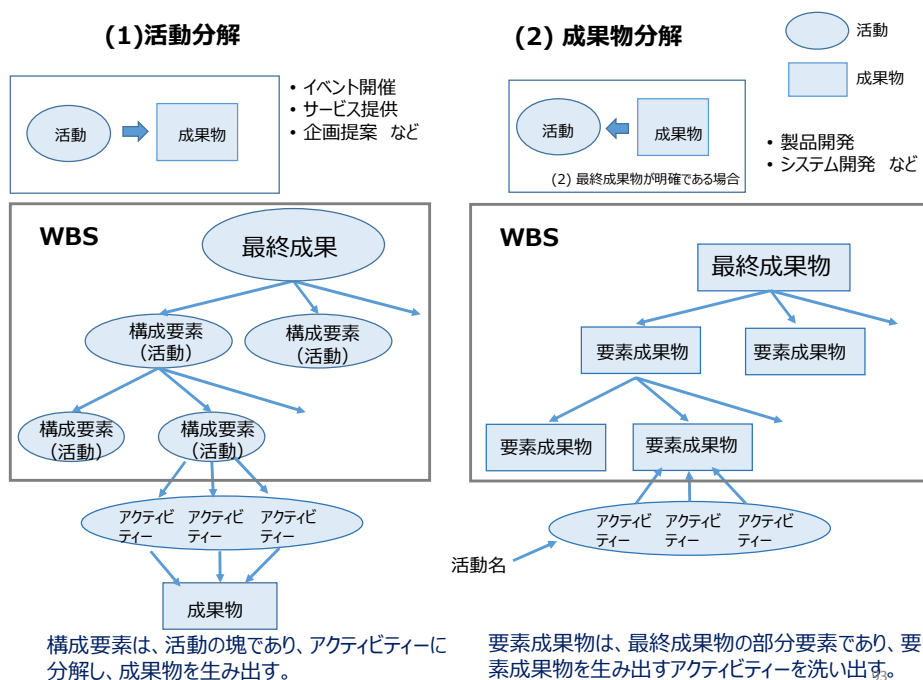 (1)活動分解
活動
成果物
• イベント開催
• サービス提供
• 企画提案 など
WBS
最終成果
構成要素
(活動)
構成要素
(活動)
構成要素
(活動)
構成要素
(活動)
アクティビ
ティー
アクティビ
ティー
アクティビ
ティー
成果物
構成要素は、活動の塊であり、アクティビティーに
分解し、成果物を生み出す。
(2) 成果物分解
活動
成果物
活動
成果物
(2) 最終成果物が明確である場合
• 製品開発
• システム開発 など
WBS
最終成果物
要素成果物
要素成果物
要素成果物
要素成果物
アクティビ
ティー
アクティビ
ティー
アクティビ
ティー
活動名
要素成果物は、最終成果物の部分要素であり、要
素成果物を生み出すアクティビティーを洗い出す。